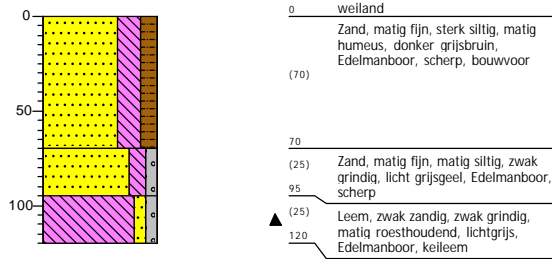 0
50
100
0 weiland
Zand, matig fijn, sterk siltig, matig
humeus, donker grijsbruin,
Edelmanboor, scherp, bouwvoor
(70)
70
(25) Zand, matig fijn, matig siltig, zwak
grindig, licht grijsgeel, Edelmanboor,
scherp
95
(25) Leem, zwak zandig, zwak grindig,
matig roesthoudend, lichtgrijs,
Edelmanboor, keileem
120